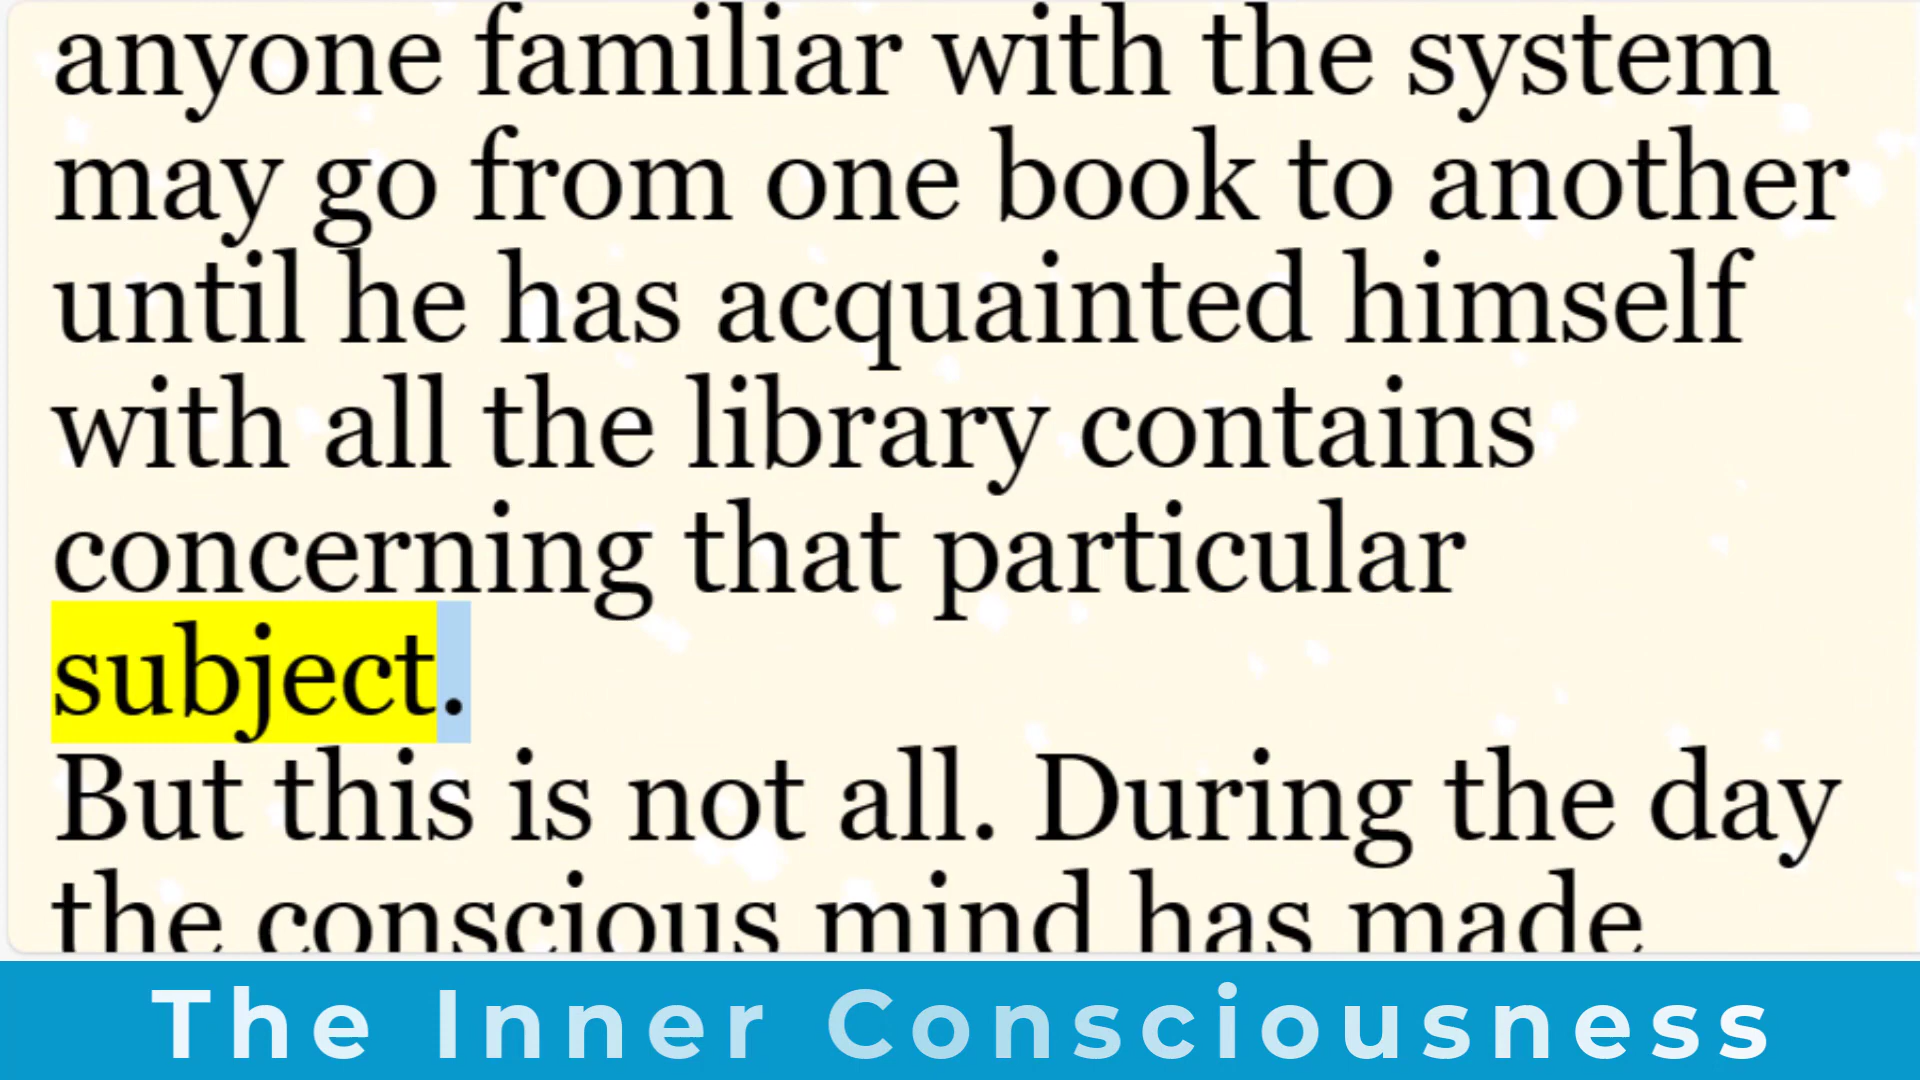 anyone familiar with the system
may go from one book to another
until he has acquainted himself
with all the library contains
concerning that particular
subject.
But this is not all. During the day
the conscious mind has made
The Inner Consciousness